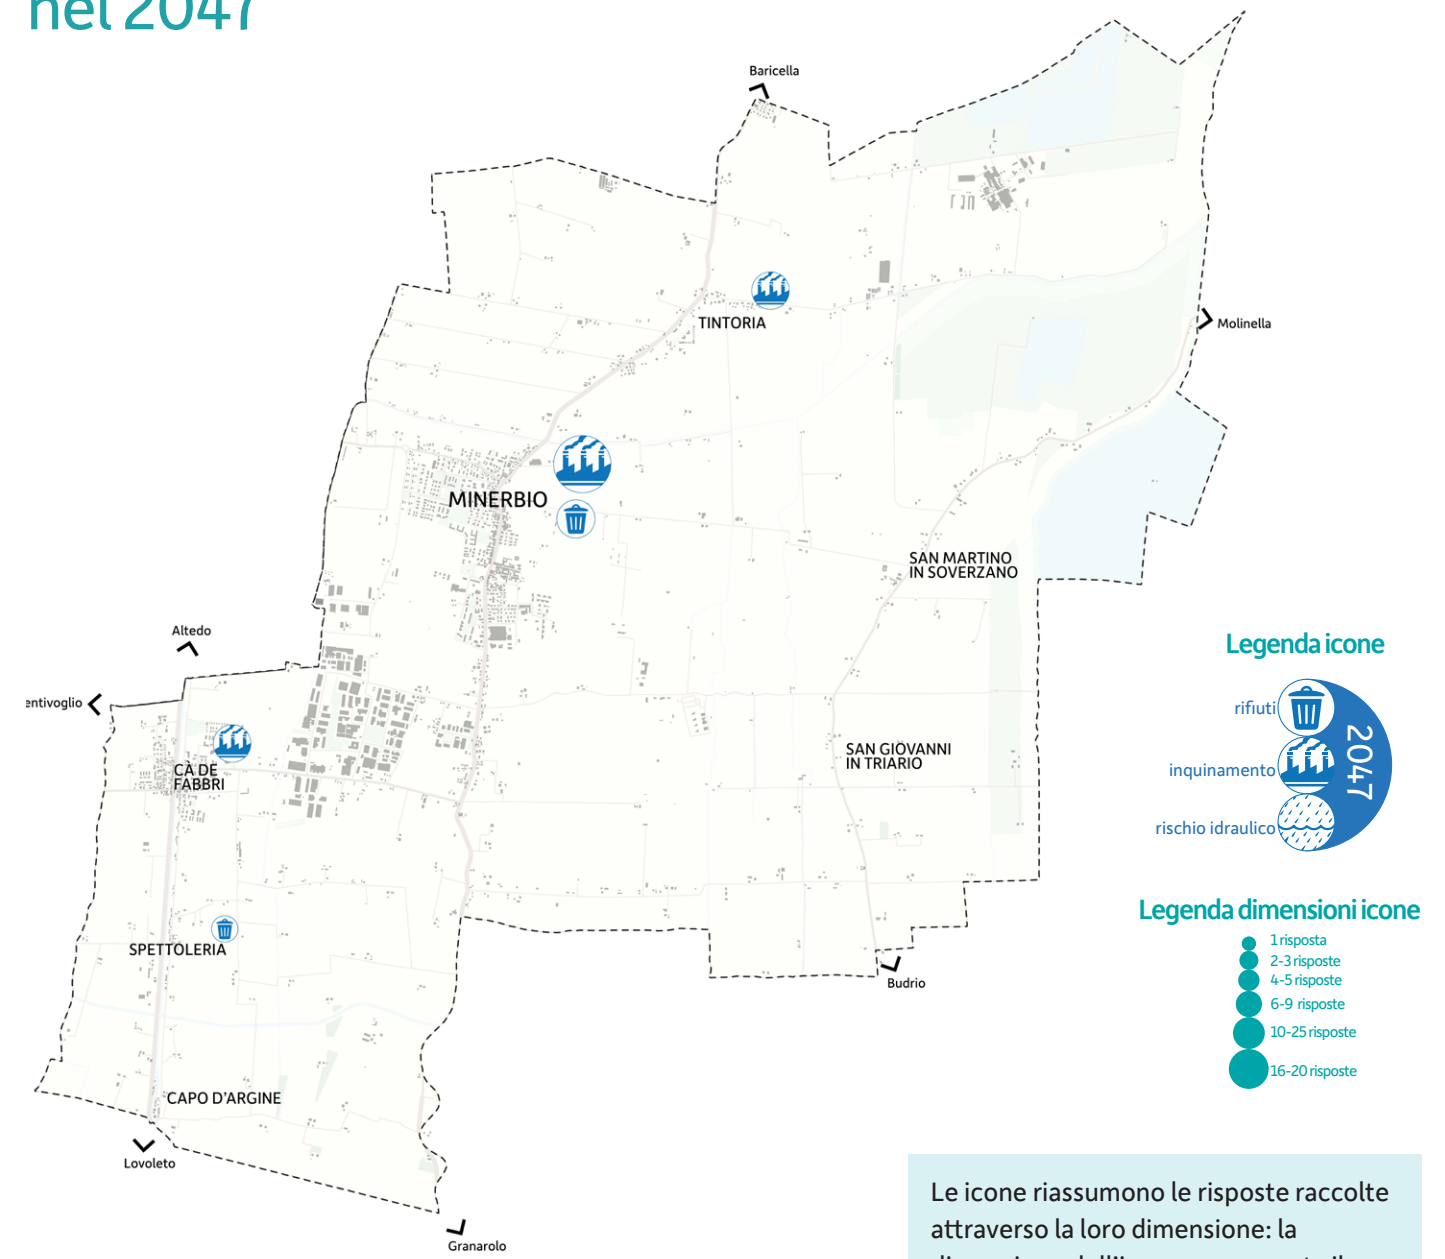 nel 2047
Baricella
TINTORIA
Molinella
MINERBIO
SAN MARTINO
IN SOVERZANO
Altedo
entivoglio
CÀ DE
FABBRI
SAN GIOVANNI
IN TRIARIO
SPETTOLERIA
Budrio
CAPO D'ARGINE
Lovoleto
Granarolo
Legenda icone
rifiuti
inquinamento
rischio idraulico
2047
Legenda dimensioni icone
1 risposta
2-3 risposte
4-5 risposte
6-9 risposte
10-25 risposte
16-20 risposte
Le icone riassumono le risposte raccolte
attraverso la loro dimensione: la